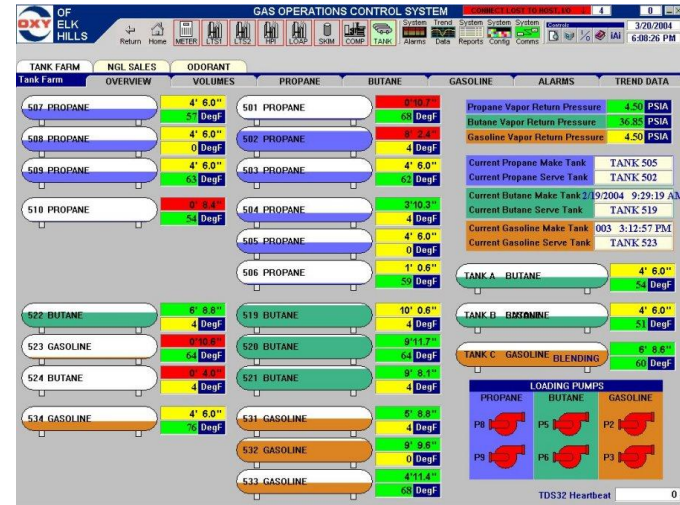 OXY
OF
ELK
HILLS
GAS OPERATIONS CONTROL SYSTEM
CONNECT LOST TO HOST, GO
4
0
Return
Home
METER
LTS1
LTS2
HPI
LOAP
SKIM
COMP
TANK
System Alarms
Trend Data
System Reports
System Config
System Comms
Controls
iAi
3/20/2004
6:08:26 PM
TANK FARM
NGL SALES
ODORANT
Tank Farm
OVERVIEW
VOLUMES
PROPANE
BUTANE
GASOLINE
ALARMS
TREND DATA
507 PROPANE
4' 6.0"
57 DegF
508 PROPANE
4' 6.0"
0 DegF
509 PROPANE
4' 6.0"
63 DegF
510 PROPANE
0' 8.4"
54 DegF
522 BUTANE
6' 8.8"
4 DegF
523 GASOLINE
0'10.6"
64 DegF
524 BUTANE
0' 4.0"
4 DegF
534 GASOLINE
4' 6.0"
76 DegF
501 PROPANE
0'10.7"
68 DegF
502 PROPANE
8' 2.4"
4 DegF
503 PROPANE
4' 6.0"
62 DegF
504 PROPANE
3'10.3"
4 DegF
505 PROPANE
4' 6.0"
0 DegF
506 PROPANE
1' 0.6"
59 DegF
519 BUTANE
10' 0.6"
4 DegF
520 BUTANE
9'11.7"
64 DegF
521 BUTANE
9' 8.1"
4 DegF
531 GASOLINE
5' 8.8"
4 DegF
532 GASOLINE
9' 9.6"
0 DegF
533 GASOLINE
4'11.4"
68 DegF
Propane Vapor Return Pressure 4.50 PSIA
Butane Vapor Return Pressure 36.85 PSIA
Gasoline Vapor Return Pressure 4.50 PSIA
Current Propane Make Tank TANK 505
Current Propane Serve Tank TANK 502
Current Butane Make Tank 2/19/2004 9:29:19 AM
Current Butane Serve Tank TANK 519
Current Gasoline Make Tank 003 3:12:57 PM
Current Gasoline Serve Tank TANK 523
TANK A BUTANE
4' 6.0"
54 DegF
TANK B
4' 6.0"
51 DegF
TANK C GASOLINE BLENDING
6' 8.6"
60 DegF
LOADING PUMPS
PROPANE BUTANE GASOLINE
P8 P5 P2
P9 P6 P3
TDS32 Heartbeat 0